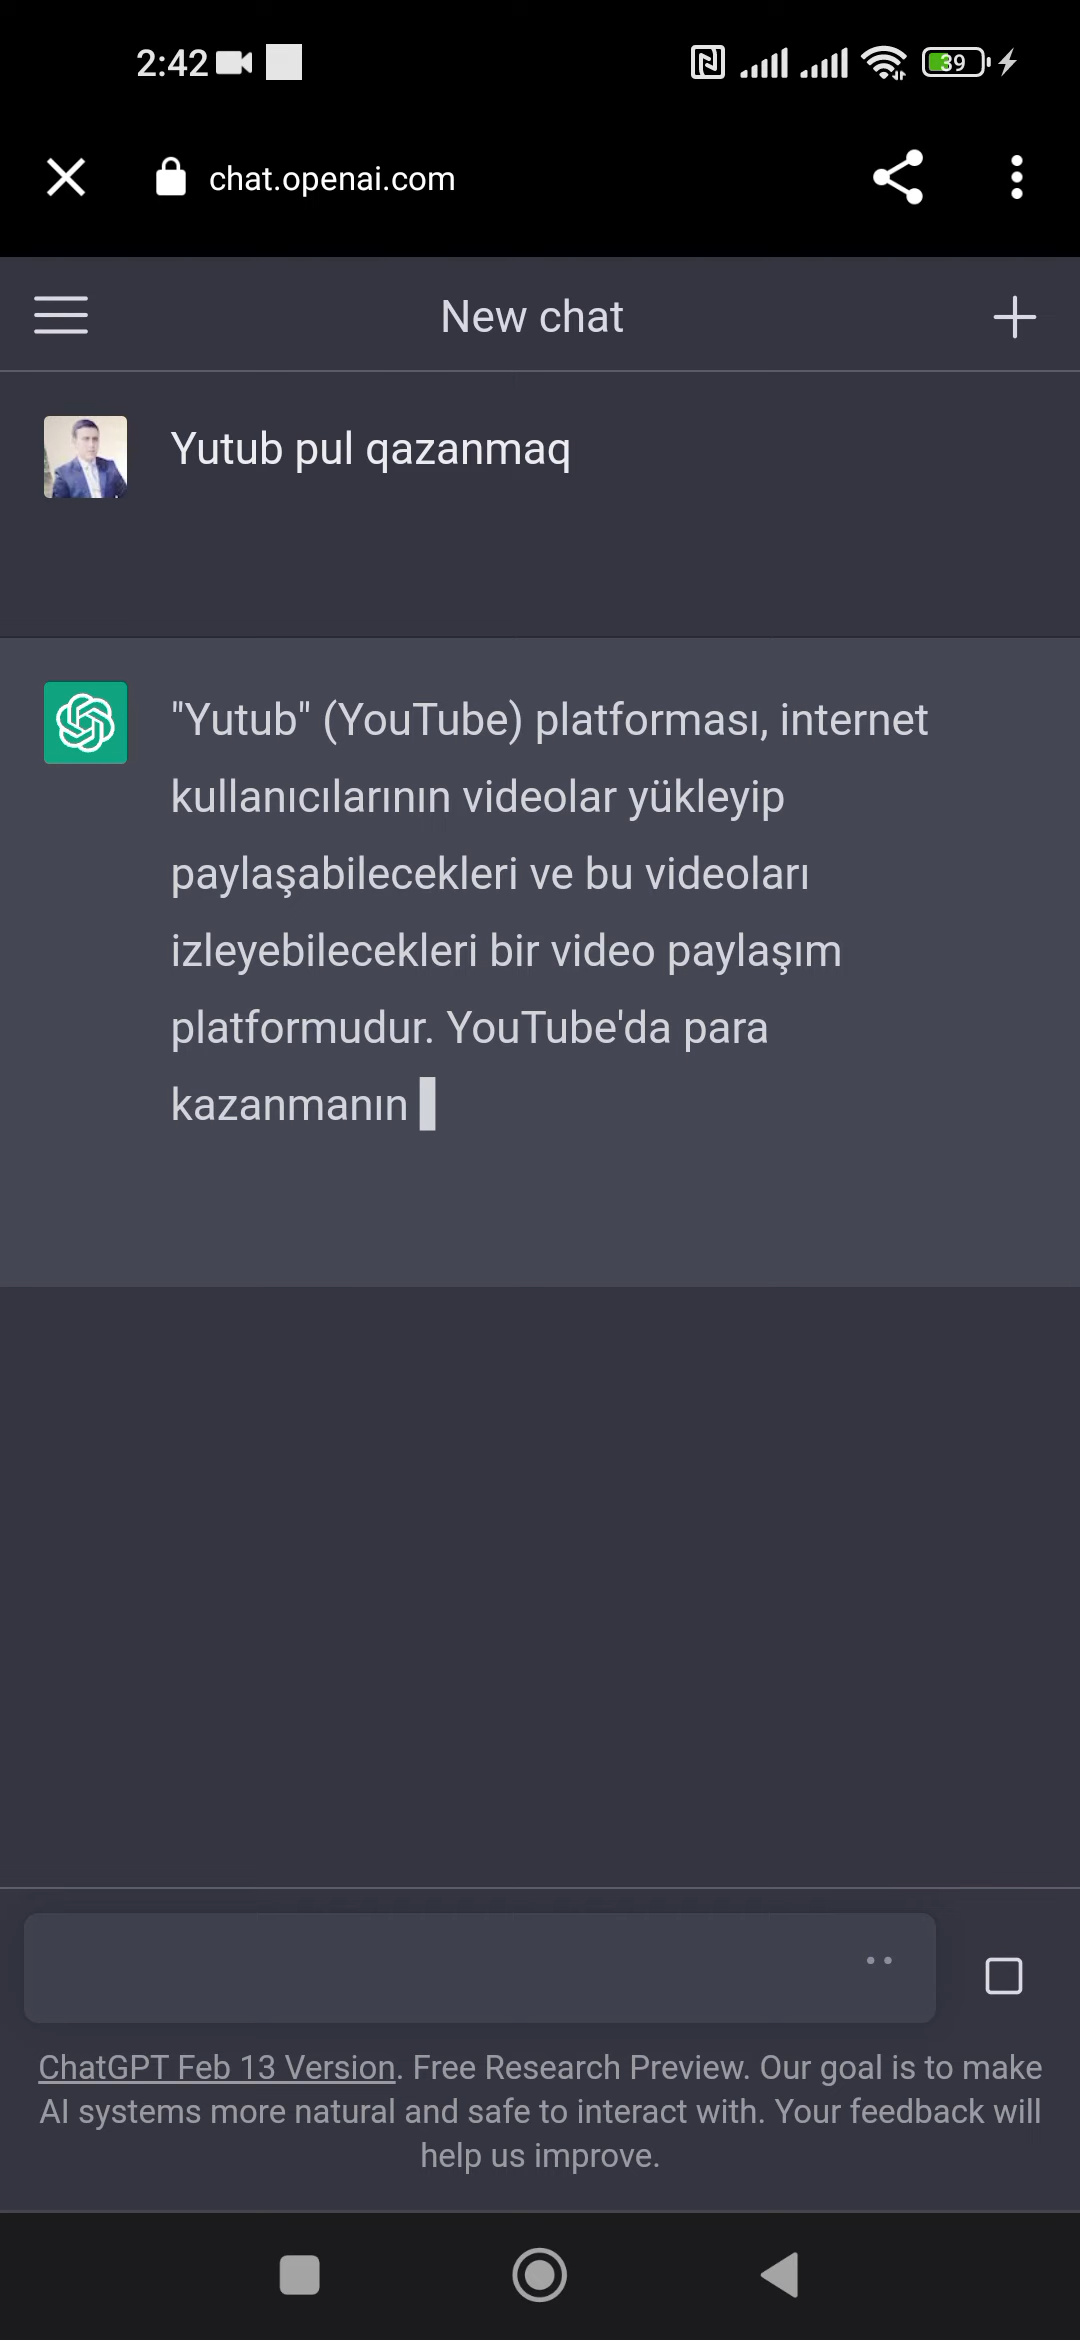 2:42
39
chat.openai.com
New chat
Yutub pul qazanmaq
"Yutub" (YouTube) platforması, internet
kullanıcılarının videolar yükleyip
paylaşabilecekleri ve bu videoları
izleyebilecekleri bir video paylaşım
platformudur. YouTube'da para
kazanmanın
ChatGPT Feb 13 Version. Free Research Preview. Our goal is to make
AI systems more natural and safe to interact with. Your feedback will
help us improve.